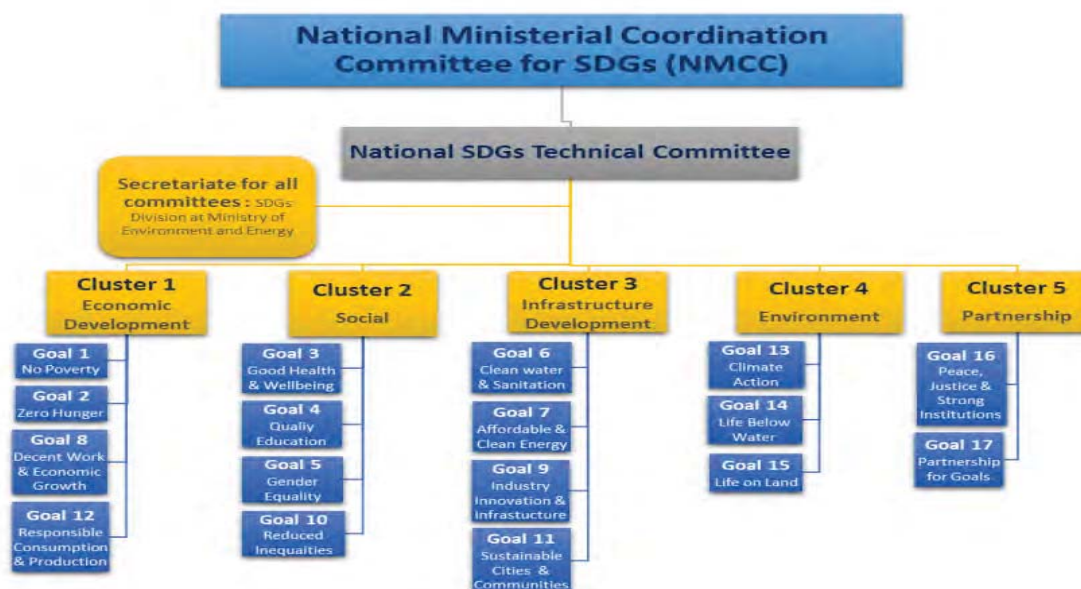 National Ministerial Coordination
Committee for SDGs (NMCC)
National SDGs Technical Committee
Secretariate for all
committees : SDGs
Division at Ministry of
Environment and Energy
Cluster 1
Economic
Development
Cluster 2
Social
Cluster 3
Infrastructure
Development
Cluster 4
Environment
Cluster 5
Partnership
Goal 1
No Poverty
Goal 2
Zero Hunger
Goal 8
Decent Work
& Economic
Growth
Goal 12
Responsible
Consumption
& Production
Goal 3
Good Health
& Wellbeing
Goal 4
Qualiy
Education
Goal 5
Gender
Equality
Goal 10
Reduced
Inequaities
Goal 6
Clean water
& Sanitation
Goal 7
Affordable &
Clean Energy
Goal 9
Industry
Innovation &
Infrastucture
Goal 11
Sustainable
Cities &
Communities
Goal 13
Climate
Action
Goal 14
Life Below
Water
Goal 15
Life on Land
Goal 16
Peace,
Justice &
Strong
Institutions
Goal 17
Partnership
for Goals